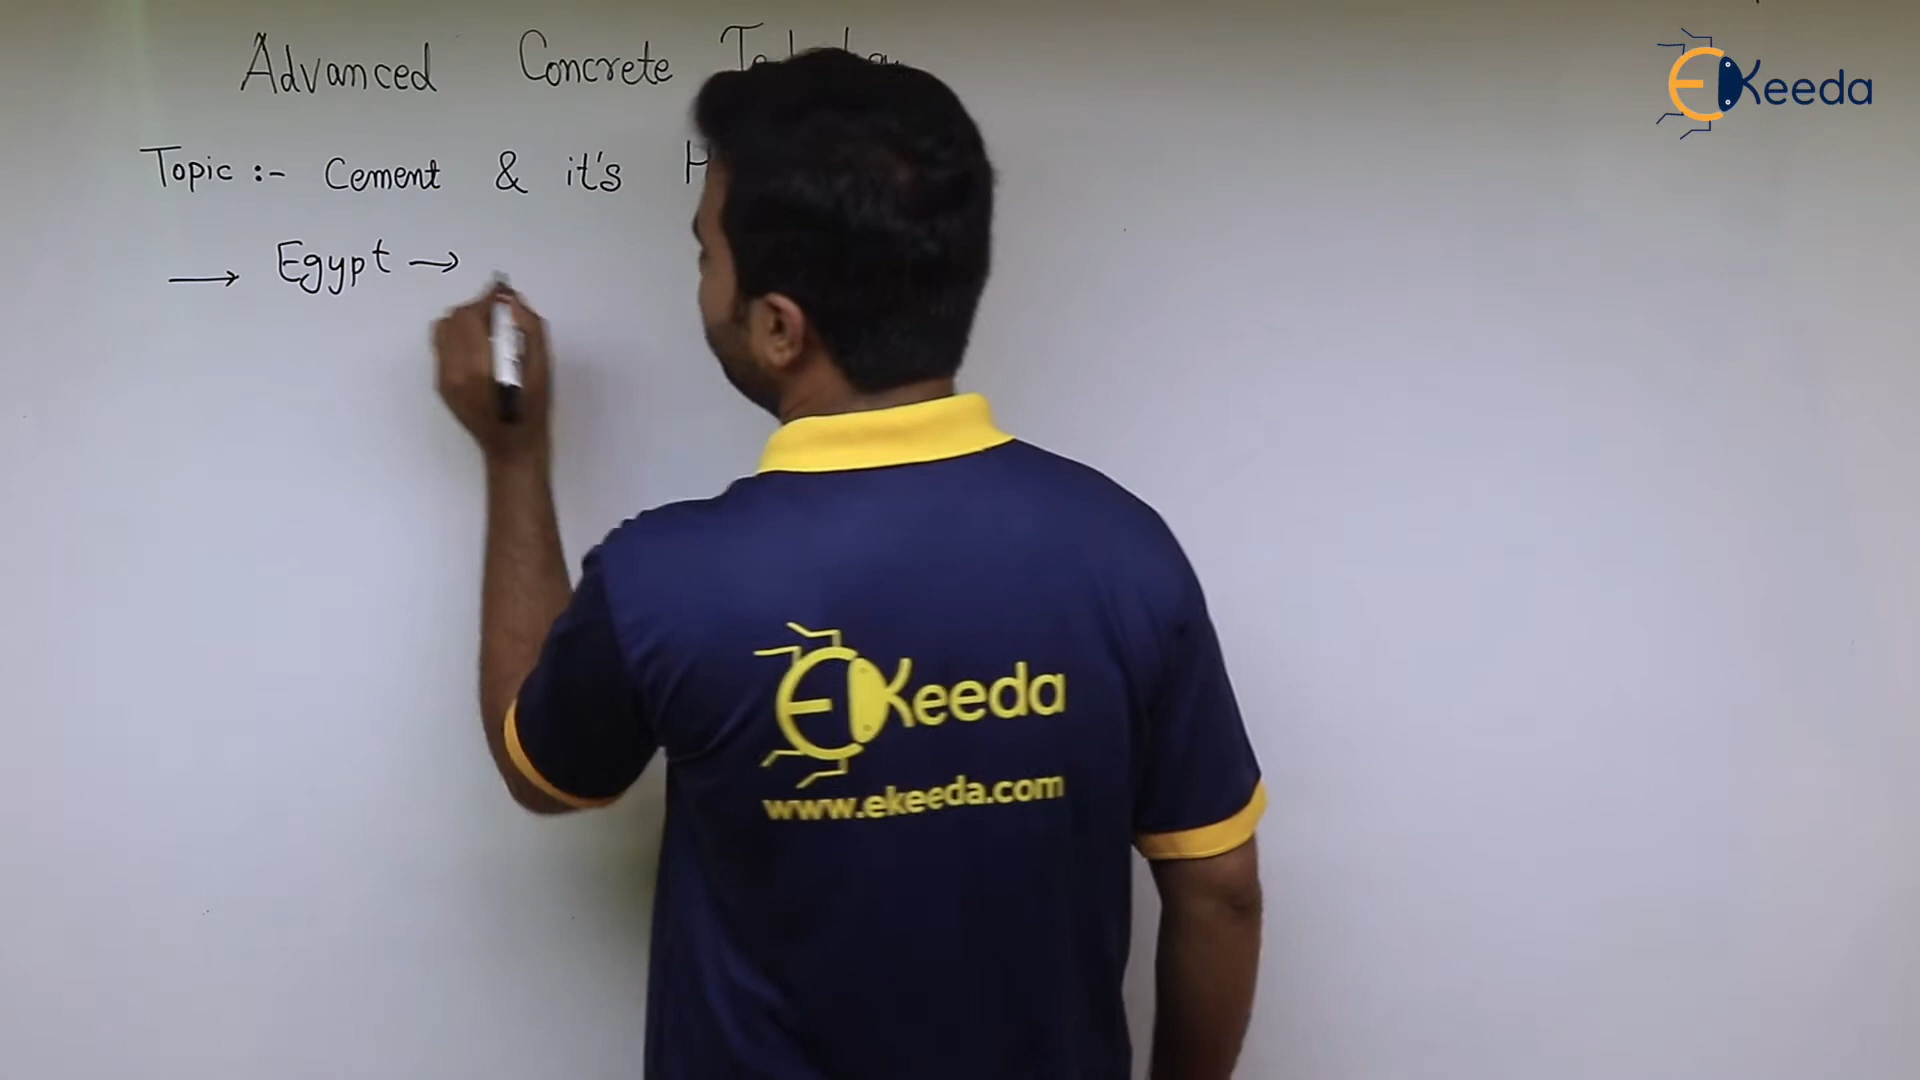 Advanced Concrete
Topic :- Cement & it's
→ Egypt →
EKeeda
EKeeda
www.ekeeda.com